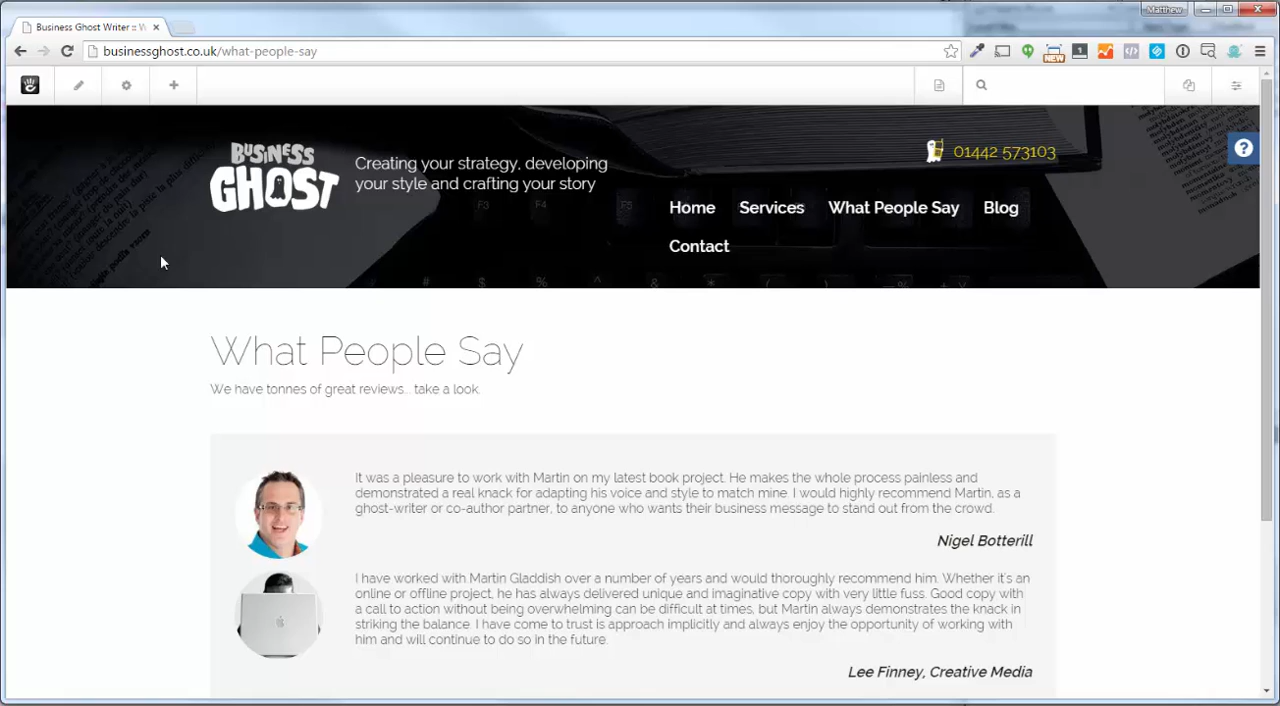 Matthew
Business Ghost Writer :: W
businessghost.co.uk/what-people-say
NEW
BUSINESS
GHOST
Creating your strategy, developing
your style and crafting your story
01442 573103
Home
Services
What People Say
Blog
Contact
F3
F4
F5
What People Say
We have tonnes of great reviews... take a look.
It was a pleasure to work with Martin on my latest book project. He makes the whole process painless and
demonstrated a real knack for adapting his voice and style to match mine. I would highly recommend Martin, as a
ghost-writer or co-author partner, to anyone who wants their business message to stand out from the crowd.
Nigel Botterill
I have worked with Martin Gladdish over a number of years and would thoroughly recommend him. Whether it's an
online or offline project, he has always delivered unique and imaginative copy with very little fuss. Good copy with
a call to action without being overwhelming can be difficult at times, but Martin always demonstrates the knack in
striking the balance. I have come to trust is approach implicitly and always enjoy the opportunity of working with
him and will continue to do so in the future.
Lee Finney, Creative Media